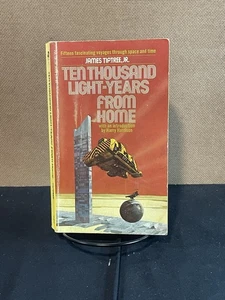 Fifteen fascinating voyages through space and time
JAMES TIPTREE, JR.
TEN THOUSAND
LIGHT-YEARS
FROM
HOME
with an introduction
by Harry Harrison